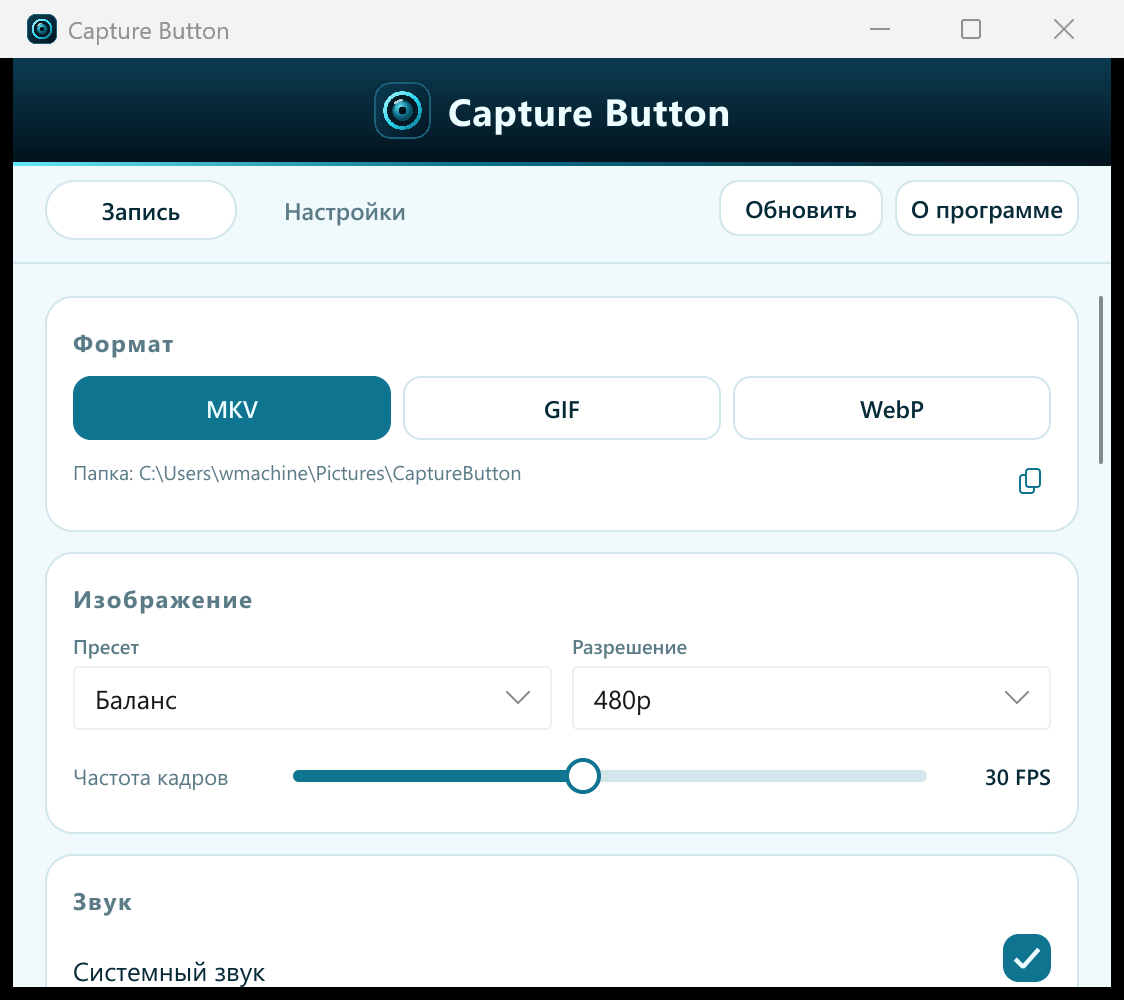 Capture Button
Capture Button
Запись
Настройки
Обновить
О программе
Формат
MKV
GIF
WebP
Папка: C:\Users\wmachine\Pictures\CaptureButton
Изображение
Пресет
Разрешение
Баланс
480p
Частота кадров
30 FPS
Звук
Системный звук